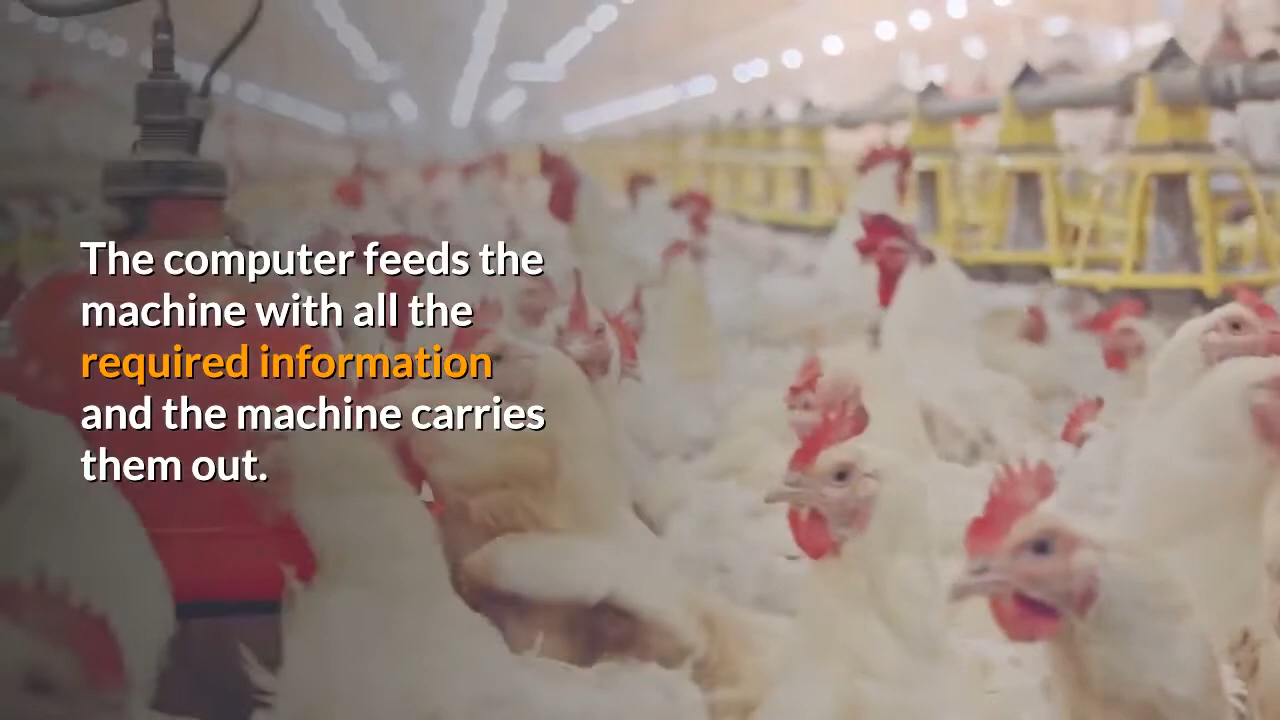 The computer feeds the
machine with all the
required information
and the machine carries
them out.